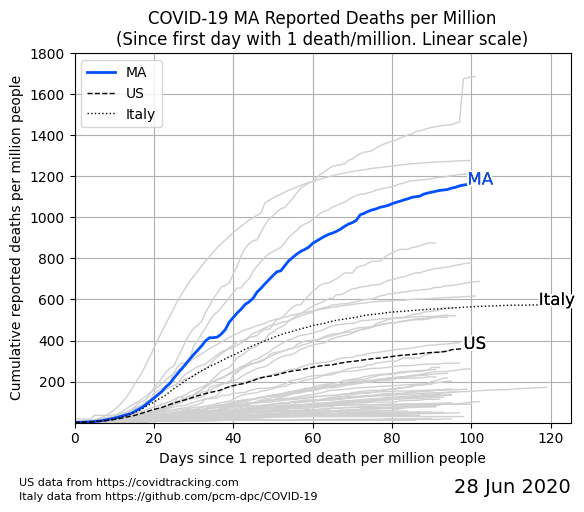 COVID-19 MA Reported Deaths per Million
(Since first day with 1 death/million. Linear scale)
Cumulative reported deaths per million people
1800
1600
1400
1200
1000
800
600
400
200
MA
US
Italy
MA
Italy
US
0
20
40
60
80
100
120
Days since 1 reported death per million people
US data from https://covidtracking.com
Italy data from https://github.com/pcm-dpc/COVID-19
28 Jun 2020